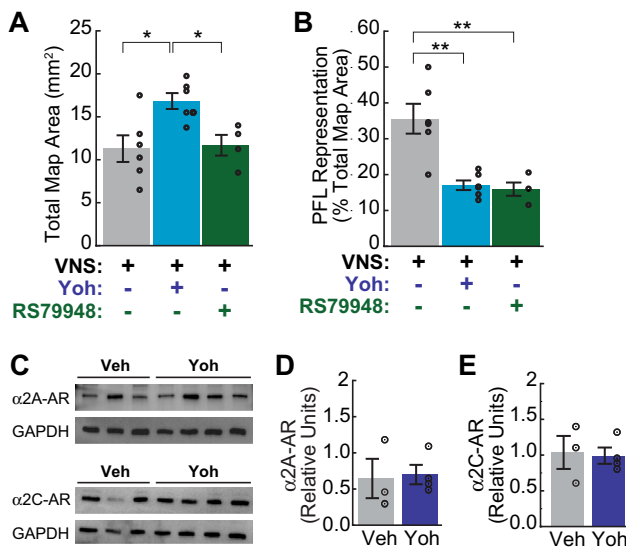 A
Total Map Area (mm²)
25
20
15
10
5
0
* *
VNS: + + +
Yoh: - + -
RS79948: - - +
B
PFL Representation
(% Total Map Area)
60
50
40
30
20
10
0
**
**
VNS: + + +
Yoh: - + -
RS79948: - - +
C
Veh Yoh
α2A-AR
GAPDH
Veh Yoh
α2C-AR
GAPDH
D
α2A-AR
(Relative Units)
2
1.5
1
0.5
0
Veh Yoh
E
α2C-AR
(Relative Units)
2
1.5
1.0
0.5
0
Veh Yoh